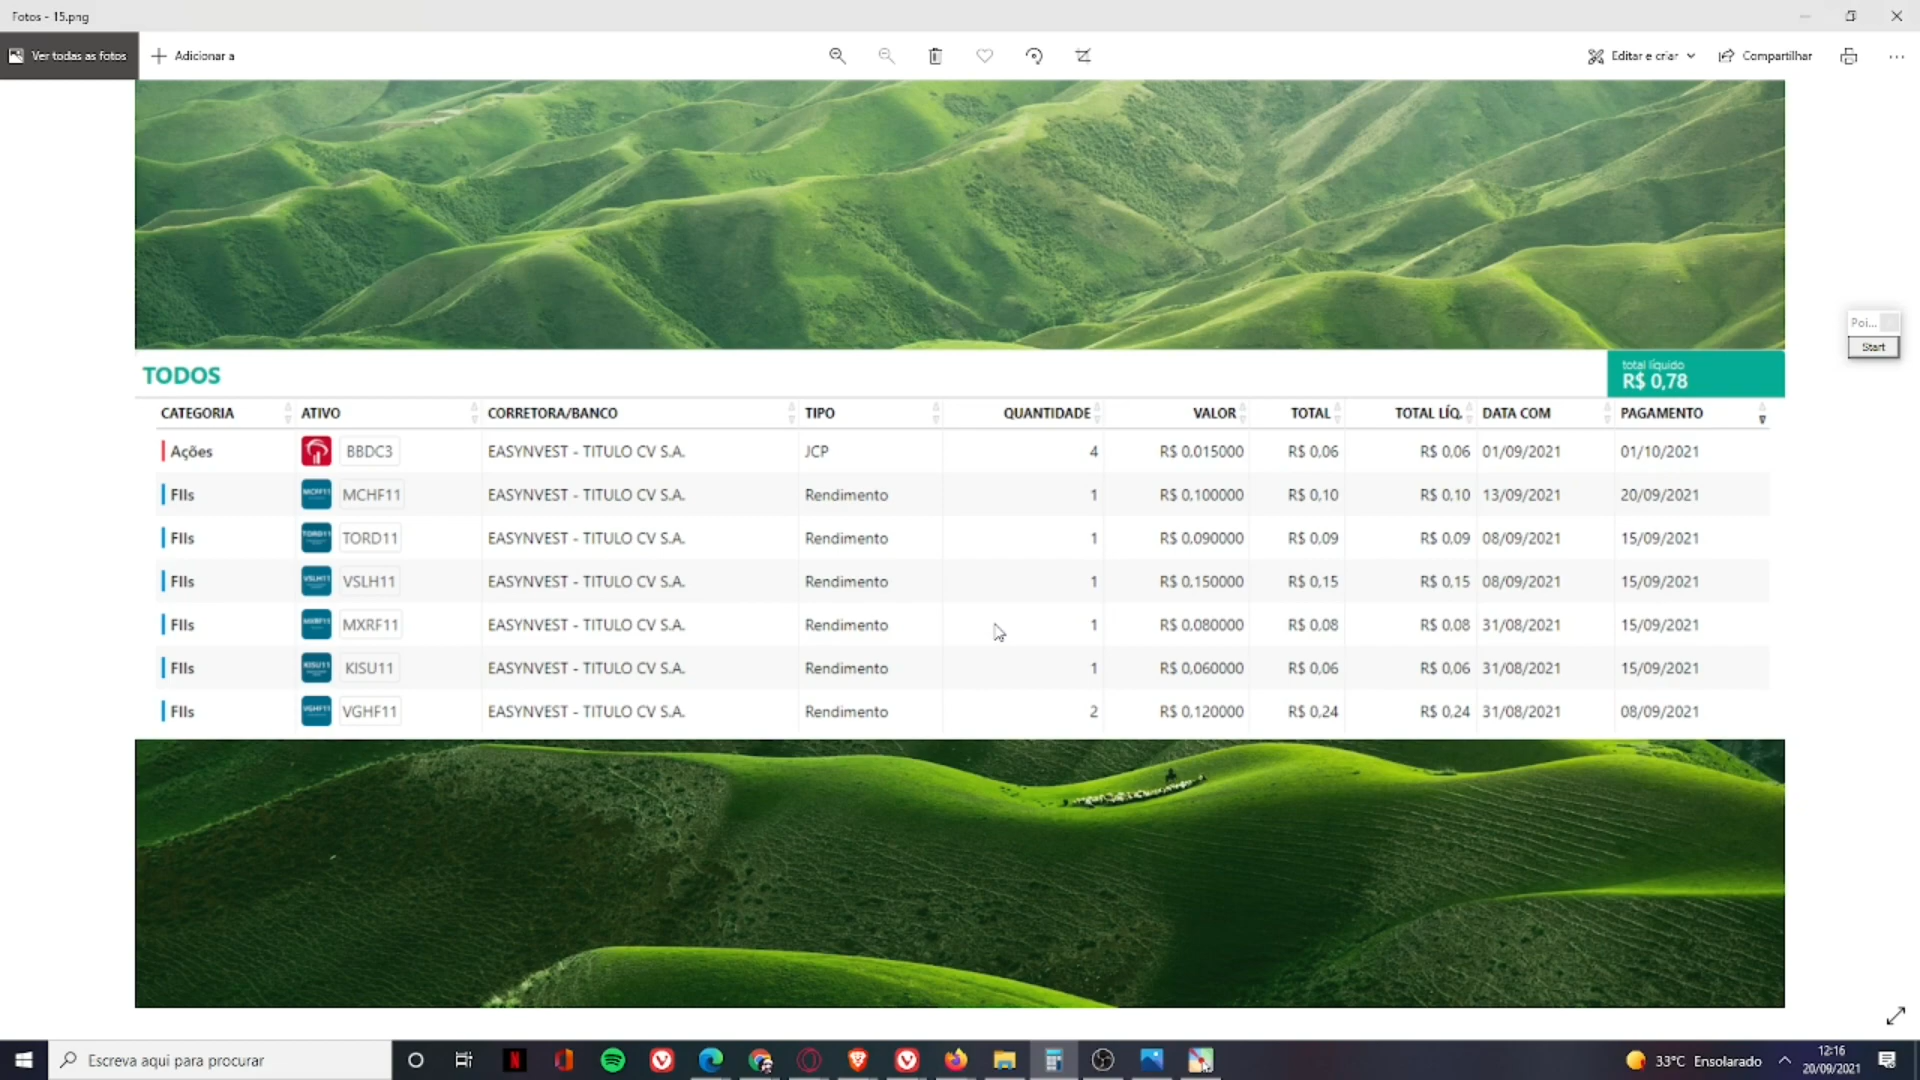 Fotos - 15.png
Ver todas as fotos
Adicionar a
Editar e criar
Compartilhar
Poi...
Start
TODOS
total líquido
R$ 0,78
CATEGORIA ATIVO CORRETORA/BANCO TIPO QUANTIDADE VALOR TOTAL TOTAL LÍQ. DATA COM PAGAMENTO
Ações BBDC3 EASYNVEST - TITULO CV S.A. JCP 4 R$ 0,015000 R$ 0,06 R$ 0,06 01/09/2021 01/10/2021
FIIs MCHF11 EASYNVEST - TITULO CV S.A. Rendimento 1 R$ 0,100000 R$ 0,10 R$ 0,10 13/09/2021 20/09/2021
FIIs TORD11 TORD11 EASYNVEST - TITULO CV S.A. Rendimento 1 R$ 0,090000 R$ 0,09 R$ 0,09 08/09/2021 15/09/2021
FIIs VSLH11 VSLH11 EASYNVEST - TITULO CV S.A. Rendimento 1 R$ 0,150000 R$ 0,15 R$ 0,15 08/09/2021 15/09/2021
FIIs MXRF11 MXRF11 EASYNVEST - TITULO CV S.A. Rendimento 1 R$ 0,080000 R$ 0,08 R$ 0,08 31/08/2021 15/09/2021
FIIs KISU11 KISU11 EASYNVEST - TITULO CV S.A. Rendimento 1 R$ 0,060000 R$ 0,06 R$ 0,06 31/08/2021 15/09/2021
FIIs VGHF11 VGHF11 EASYNVEST - TITULO CV S.A. Rendimento 2 R$ 0,120000 R$ 0,24 R$ 0,24 31/08/2021 08/09/2021
Escreva aqui para procurar
33°C Ensolarado
12:16
20/09/2021